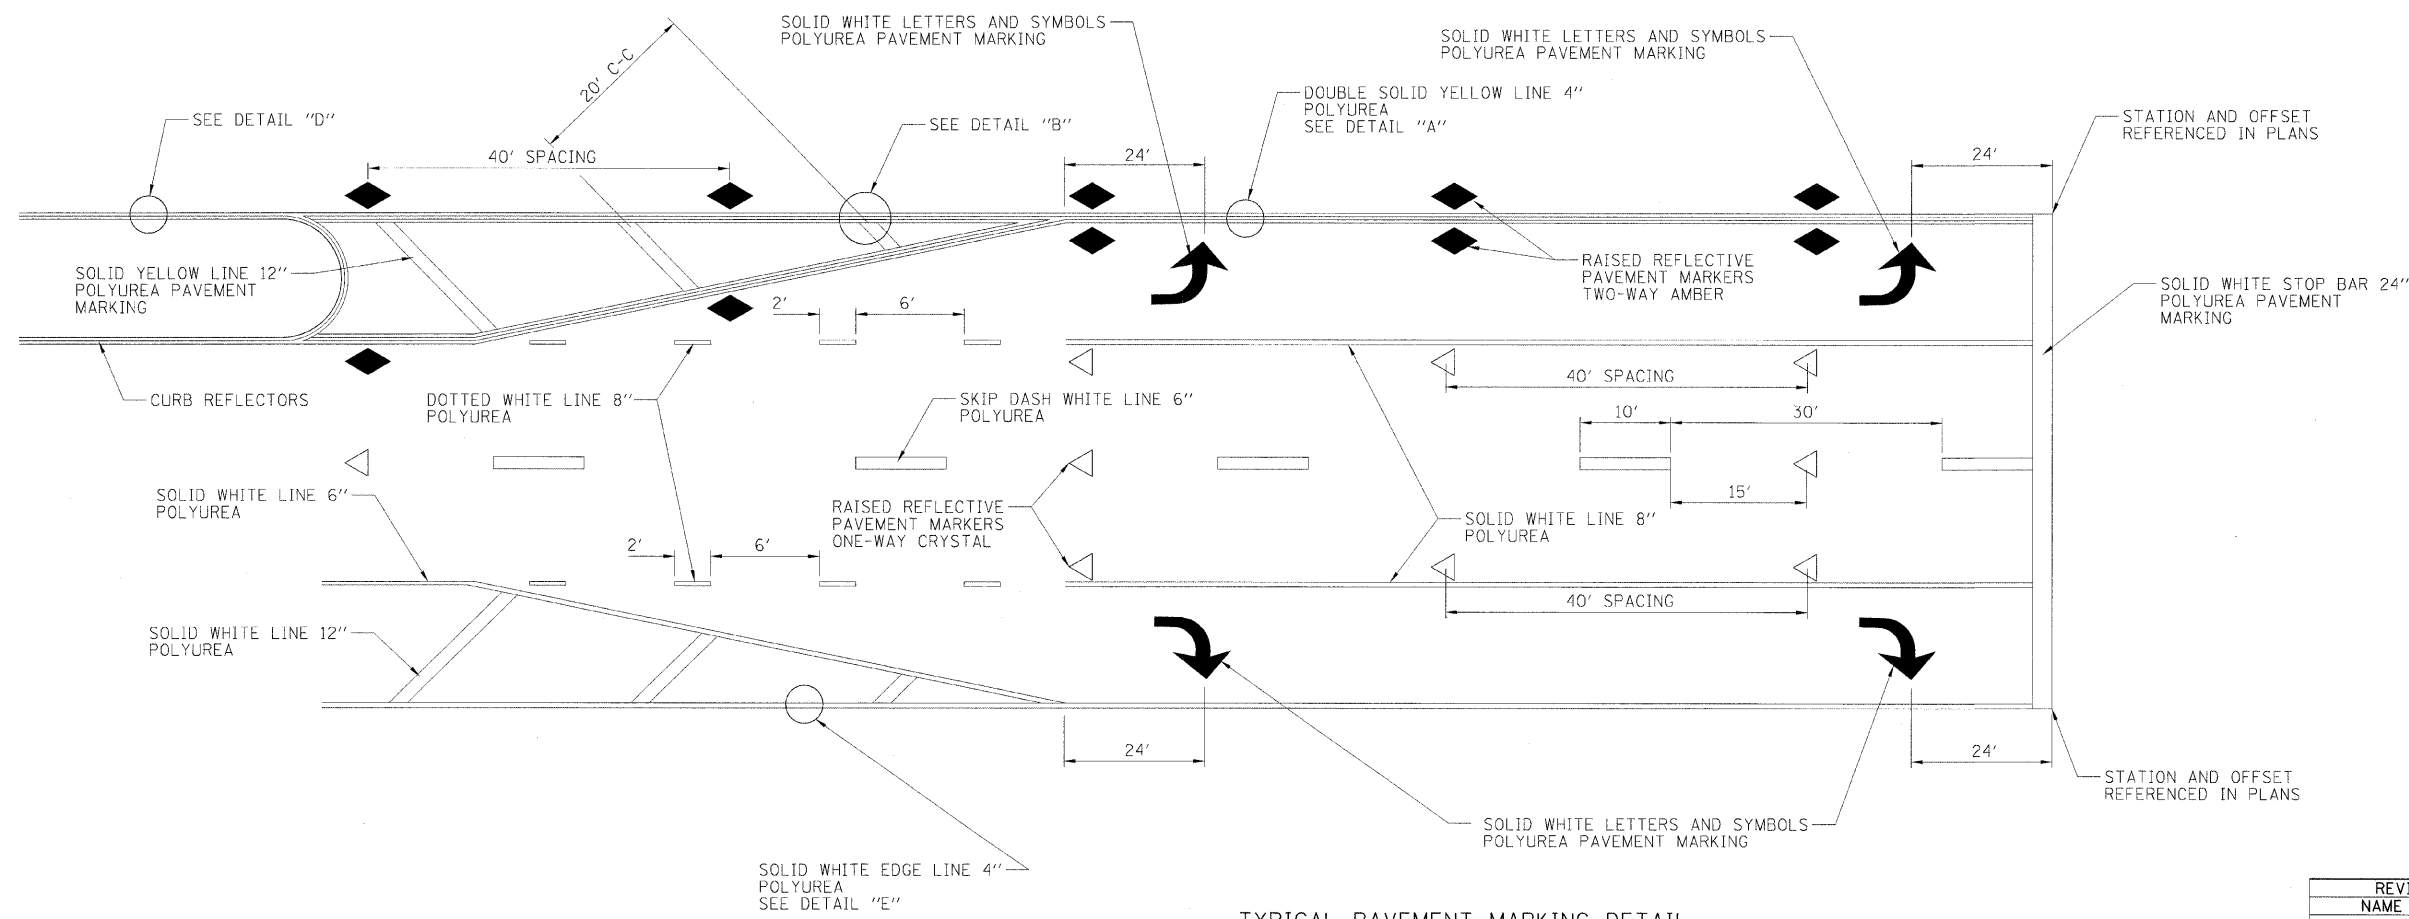 SOLID WHITE LETTERS AND SYMBOLS
POLYUREA PAVEMENT MARKING
SOLID WHITE LETTERS AND SYMBOLS
POLYUREA PAVEMENT MARKING
20' C-C
DOUBLE SOLID YELLOW LINE 4"
POLYUREA
SEE DETAIL "A"
SEE DETAIL "D"
SEE DETAIL "B"
STATION AND OFFSET
REFERENCED IN PLANS
40' SPACING
24'
24'
SOLID YELLOW LINE 12"
POLYUREA PAVEMENT
MARKING
RAISED REFLECTIVE
PAVEMENT MARKERS
TWO-WAY AMBER
SOLID WHITE STOP BAR 24"
POLYUREA PAVEMENT
MARKING
2'
6'
CURB REFLECTORS
DOTTED WHITE LINE 8"
POLYUREA
SKIP DASH WHITE LINE 6"
POLYUREA
40' SPACING
10'
30'
15'
SOLID WHITE LINE 6"
POLYUREA
RAISED REFLECTIVE
PAVEMENT MARKERS
ONE-WAY CRYSTAL
SOLID WHITE LINE 8"
POLYUREA
2'
6'
40' SPACING
SOLID WHITE LINE 12"
POLYUREA
24'
24'
STATION AND OFFSET
REFERENCED IN PLANS
SOLID WHITE LETTERS AND SYMBOLS
POLYUREA PAVEMENT MARKING
SOLID WHITE EDGE LINE 4"
POLYUREA
SEE DETAIL "E"
TYPICAL PAVEMENT MARKING DETAIL
REVI
NAME